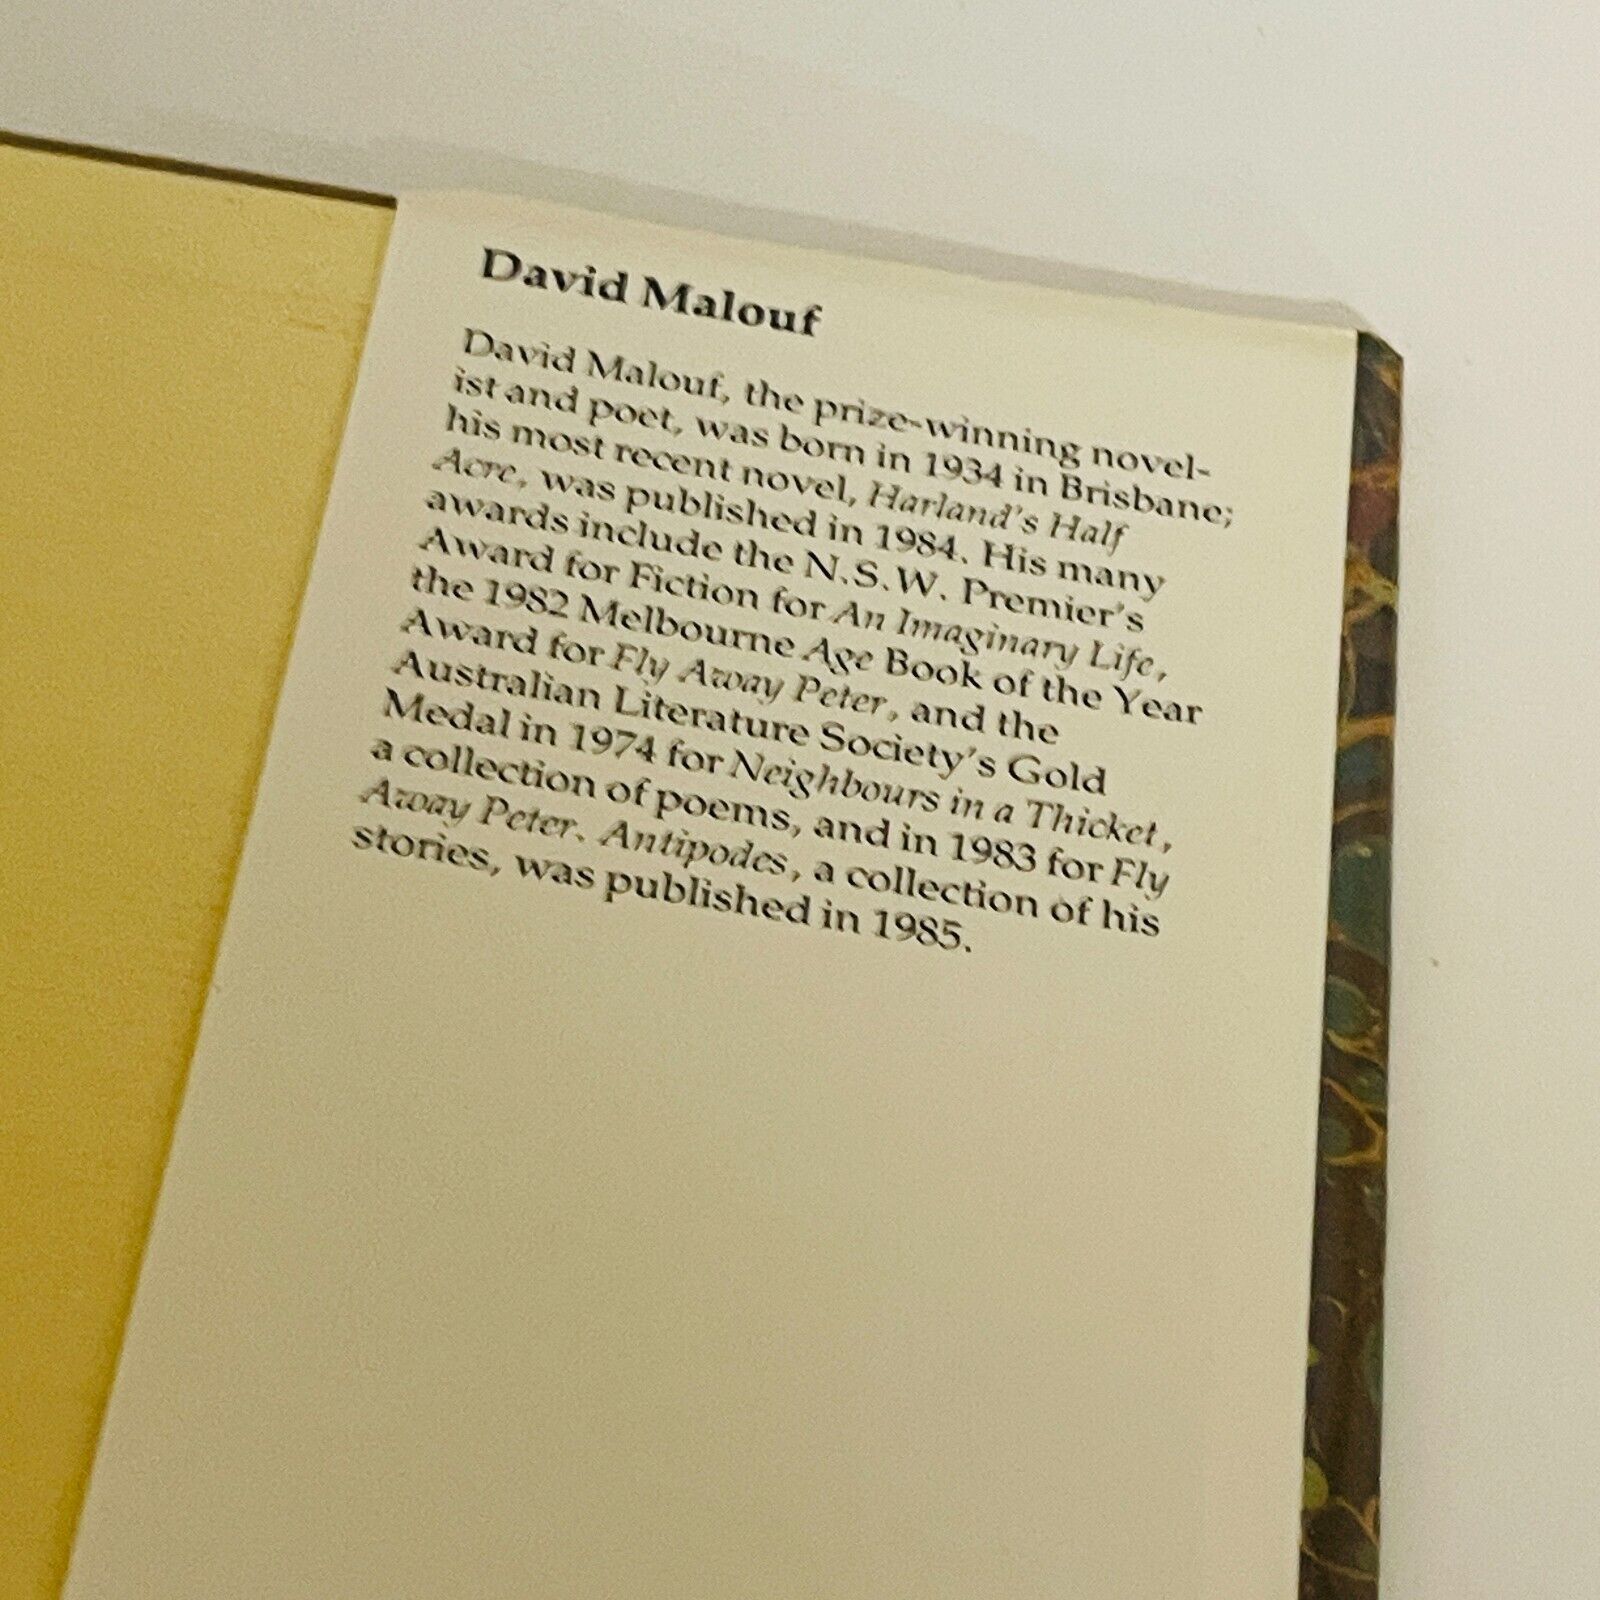 David Malouf
David Malouf, the prize-winning novel-
ist and poet, was born in 1934 in Brisbane;
his most recent novel, Harland's Half
Acre, was published in 1984. His many
awards include the N.S.W. Premier's
Award for Fiction for An Imaginary Life,
the 1982 Melbourne Age Book of the Year
Award for Fly Away Peter, and the
Australian Literature Society's Gold
Medal in 1974 for Neighbours in a Thicket,
a collection of poems, and in 1983 for Fly
Away Peter. Antipodes, a collection of his
stories, was published in 1985.